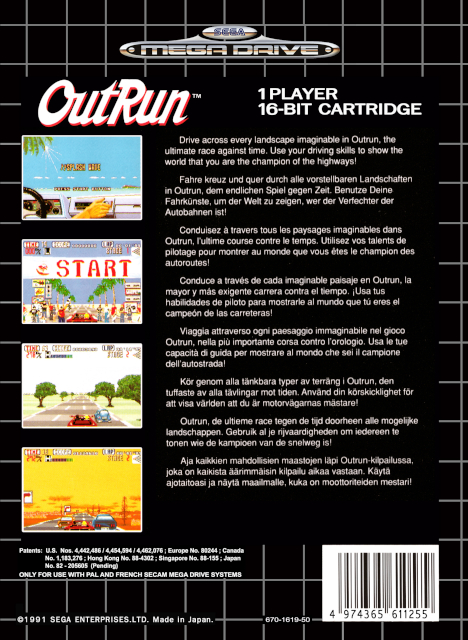 SEGA
MEGA DRIVE
OutRun™
1 PLAYER
16-BIT CARTRIDGE
Drive across every landscape imaginable in Outrun, the
ultimate race against time. Use your driving skills to show the
world that you are the champion of the highways!
Fahre kreuz und quer durch alle vorstellbaren Landschaften
in Outrun, dem endlichen Spiel gegen Zeit. Benutze Deine
Fahrkünste, um der Welt zu zeigen, wer der Verfechter der
Autobahnen ist!
Conduisez à travers tous les paysages imaginables dans
Outrun, l'ultime course contre le temps. Utilisez vos talents de
pilotage pour montrer au monde que vous êtes le champion des
autoroutes!
Conduce a través de cada imaginable paisaje en Outrun, la
mayor y más exigente carrera contra el tiempo. ¡Usa tus
habilidades de piloto para mostrarle al mundo que tú eres el
campeón de las carreteras!
Viaggia attraverso ogni paesaggio immaginabile nel gioco
Outrun, nella più importante corsa contro l'orologio. Usa le tue
capacità di guida per mostrare al mondo che sei il campione
dell'autostrada!
Kör genom alla tänkbara typer av terräng i Outrun, den
tuffaste av alla tävlingar mot tiden. Använd din körskicklighet för
att visa världen att du är motorvägarnas mästare!
Outrun, de ultieme race tegen de tijd doorheen alle mogelijke
landschappen. Gebruik al je rijvaardigheden om iedereen te
tonen wie de kampioen van de snelweg is!
Aja kaikkien mahdollisien maastojen läpi Outrun-kilpailussa,
joka on kaikista äärimmäisin kilpailu aikaa vastaan. Käytä
ajotaitoasi ja näytä maailmalle, kuka on moottoriteiden mestari!
SPLASH WAVE
PRESS START BUTTON
START
Patents: U.S. Nos. 4,442,486 / 4,454,594 / 4,462,076 ; Europe No. 80244 ; Canada
No. 1,183,276 ; Hong Kong No. 88-4302 ; Singapore No. 88-155 ; Japan
No. 82 - 205605 (Pending)
ONLY FOR USE WITH PAL AND FRENCH SECAM MEGA DRIVE SYSTEMS
©1991 SEGA ENTERPRISES.LTD. Made in Japan.
670-1619-50
4 974365 611255